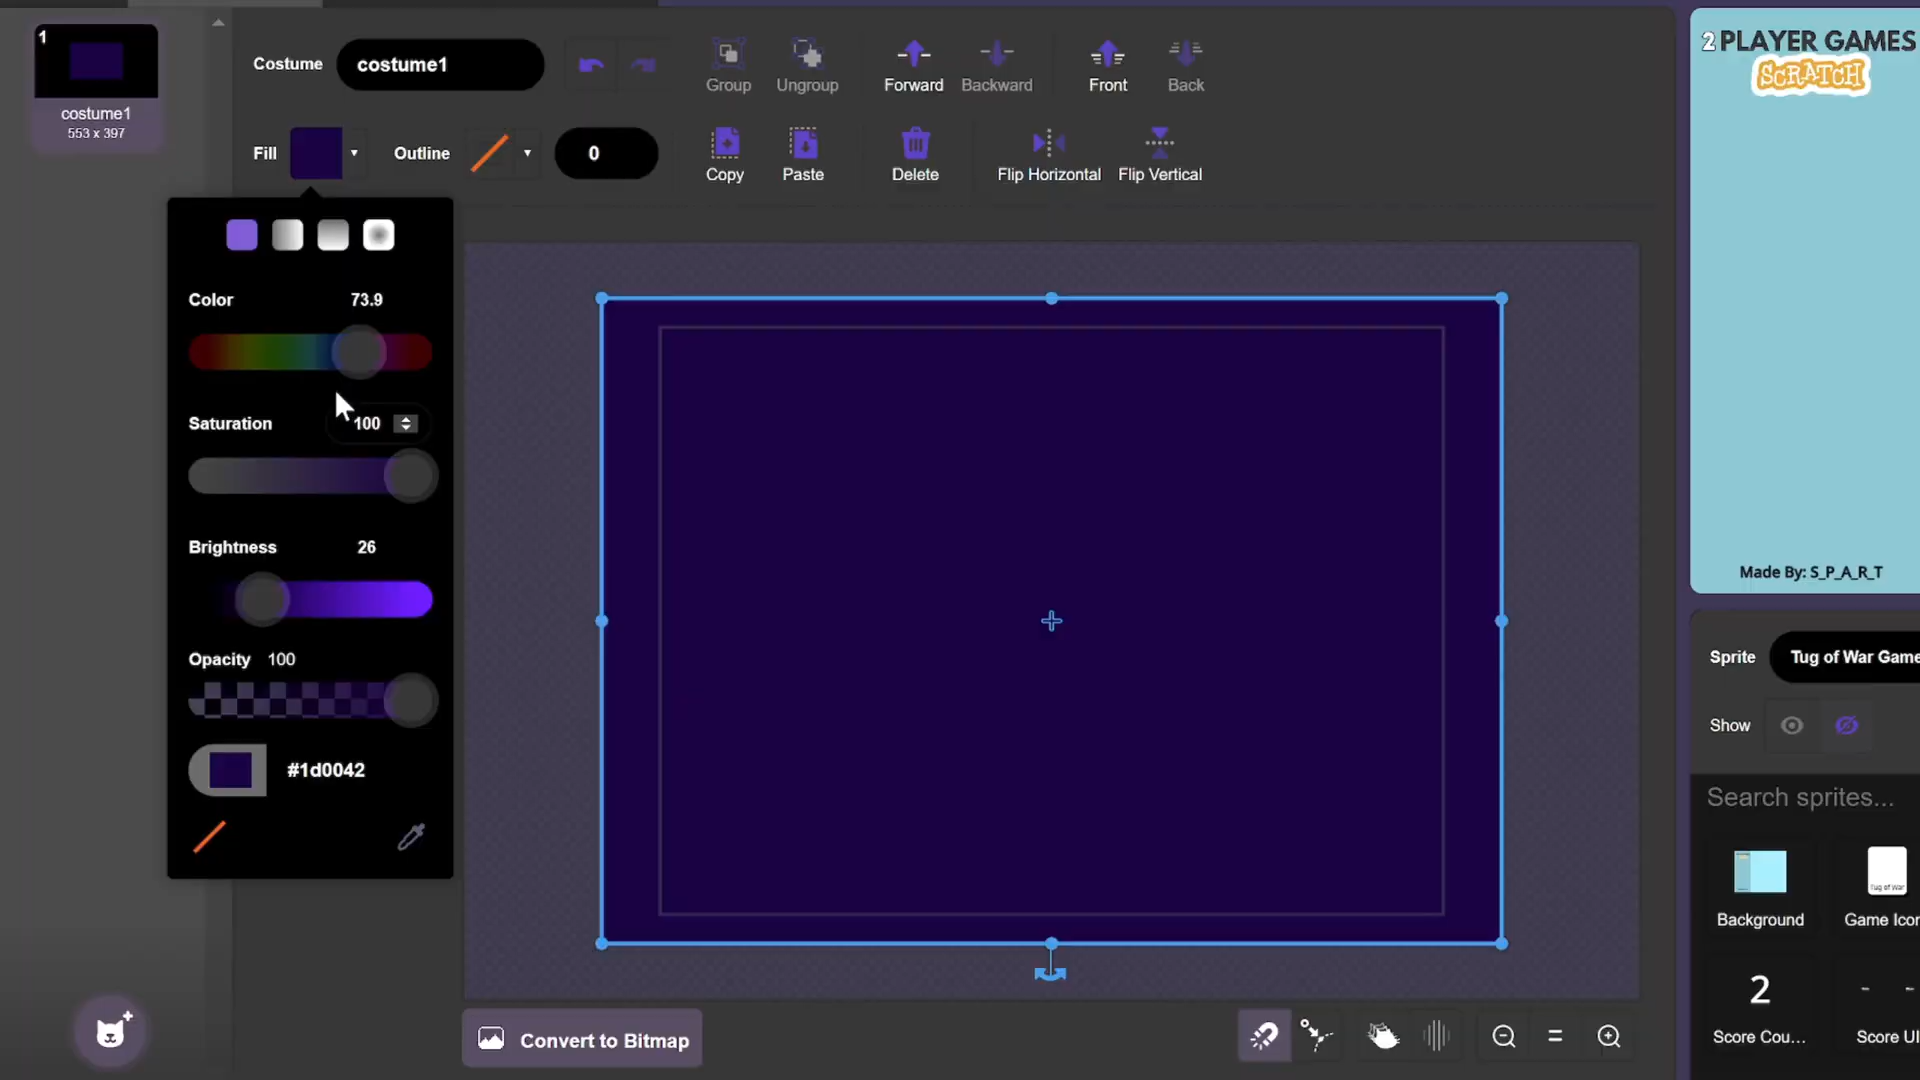 1
costume1
553 x 397
Costume
costume1
Group
Ungroup
Forward
Backward
Front
Back
Fill
Outline
0
Copy
Paste
Delete
Flip Horizontal
Flip Vertical
Color 73.9
Saturation 100
Brightness 26
Opacity 100
#1d0042
Convert to Bitmap
2 PLAYER GAMES
SCRATCH
Made By: S_P_A_R_T
Sprite
Tug of War Game
Show
Search sprites...
Tug of War
Background
Game Icon
2
Score Cou...
Score UI